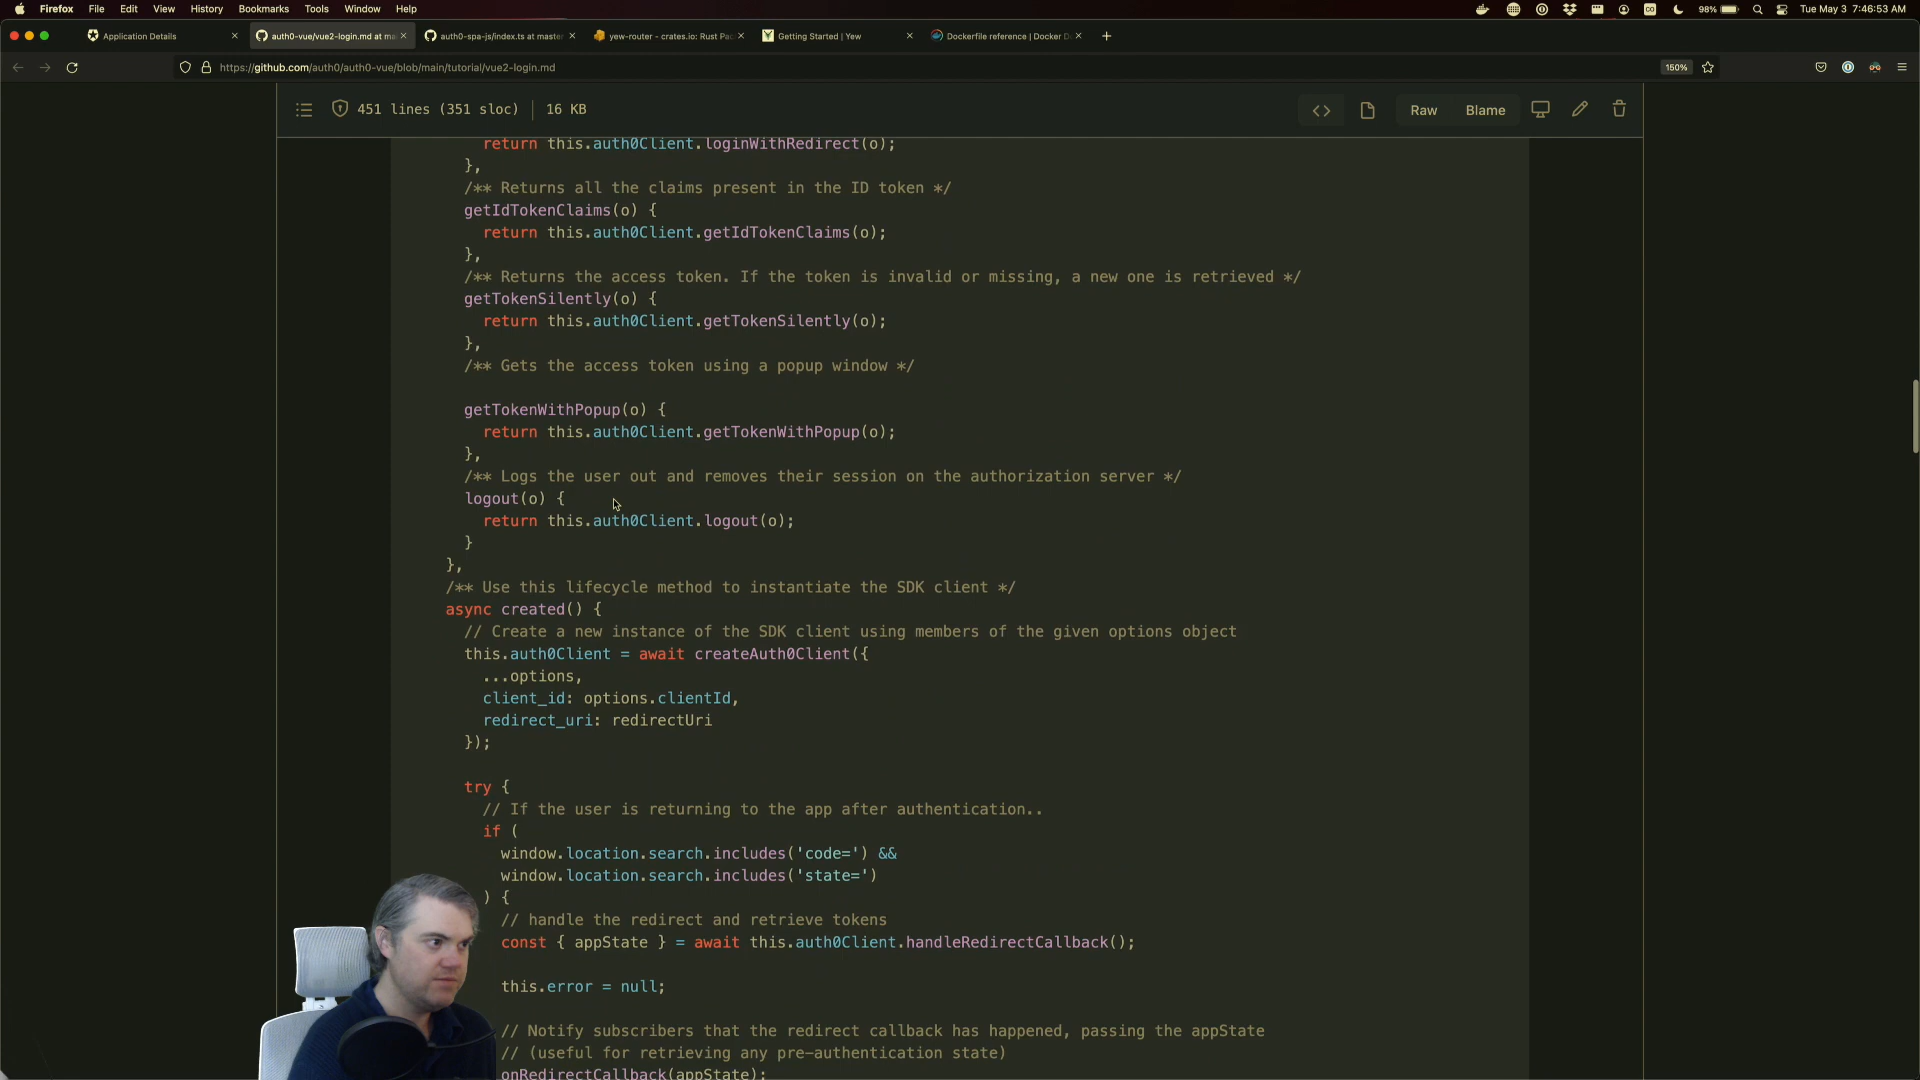 Firefox File Edit View History Bookmarks Tools Window Help 98% Tue May 3 7:46:53 AM
Application Details auth0-vue/vue2-login.md at ma auth0-spa-js/index.ts at master yew-router - crates.io: Rust Pac Getting Started | Yew Dockerfile reference | Docker D
https://github.com/auth0/auth0-vue/blob/main/tutorial/vue2-login.md 150%
451 lines (351 sloc) 16 KB Raw Blame
return this.auth0Client.loginWithRedirect(o);
},
/** Returns all the claims present in the ID token */
getIdTokenClaims(o) {
return this.auth0Client.getIdTokenClaims(o);
},
/** Returns the access token. If the token is invalid or missing, a new one is retrieved */
getTokenSilently(o) {
return this.auth0Client.getTokenSilently(o);
},
/** Gets the access token using a popup window */
getTokenWithPopup(o) {
return this.auth0Client.getTokenWithPopup(o);
},
/** Logs the user out and removes their session on the authorization server */
logout(o) {
return this.auth0Client.logout(o);
}
},
/** Use this lifecycle method to instantiate the SDK client */
async created() {
// Create a new instance of the SDK client using members of the given options object
this.auth0Client = await createAuth0Client({
...options,
client_id: options.clientId,
redirect_uri: redirectUri
});
try {
// If the user is returning to the app after authentication..
if (
window.location.search.includes('code=') &&
window.location.search.includes('state=')
) {
// handle the redirect and retrieve tokens
const { appState } = await this.auth0Client.handleRedirectCallback();
this.error = null;
// Notify subscribers that the redirect callback has happened, passing the appState
// (useful for retrieving any pre-authentication state)
onRedirectCallback(appState);